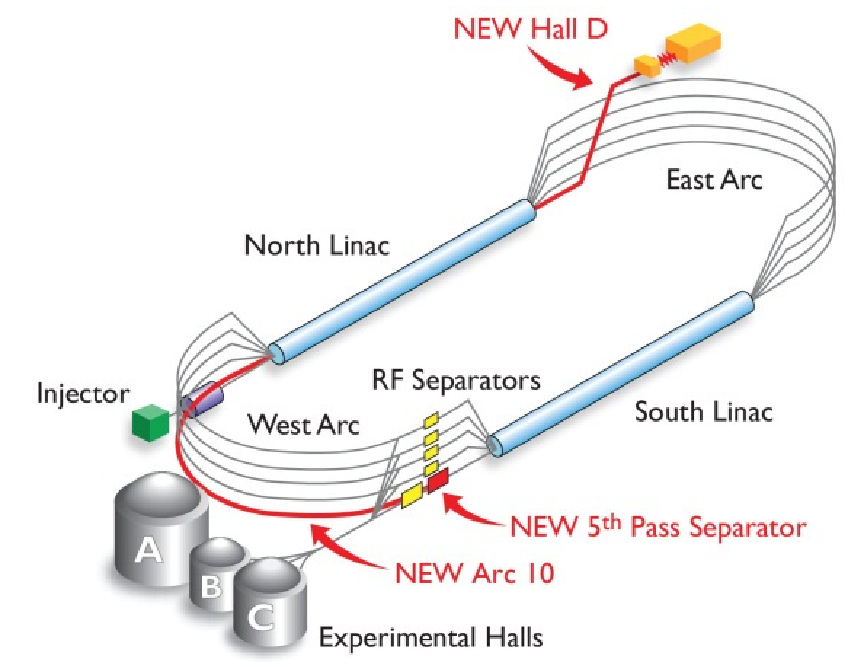 NEW Hall D
East Arc
North Linac
Injector
RF Separators
West Arc
South Linac
NEW 5th Pass Separator
A
B
C
NEW Arc 10
Experimental Halls